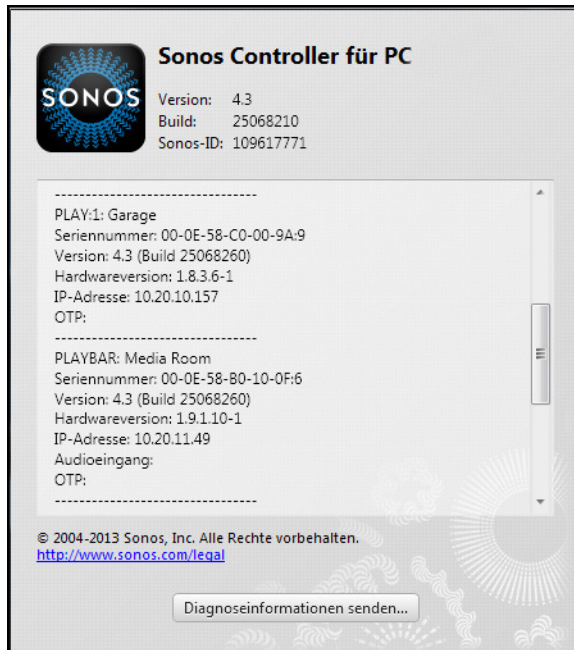 SONOS
Sonos Controller für PC
Version: 4.3
Build: 25068210
Sonos-ID: 109617771
---------------------------------
PLAY:1: Garage
Seriennummer: 00-0E-58-C0-00-9A:9
Version: 4.3 (Build 25068260)
Hardwareversion: 1.8.3.6-1
IP-Adresse: 10.20.10.157
OTP:
---------------------------------
PLAYBAR: Media Room
Seriennummer: 00-0E-58-B0-10-0F:6
Version: 4.3 (Build 25068260)
Hardwareversion: 1.9.1.10-1
IP-Adresse: 10.20.11.49
Audioeingang:
OTP:
---------------------------------
© 2004-2013 Sonos, Inc. Alle Rechte vorbehalten.
http://www.sonos.com/legal
Diagnoseinformationen senden...